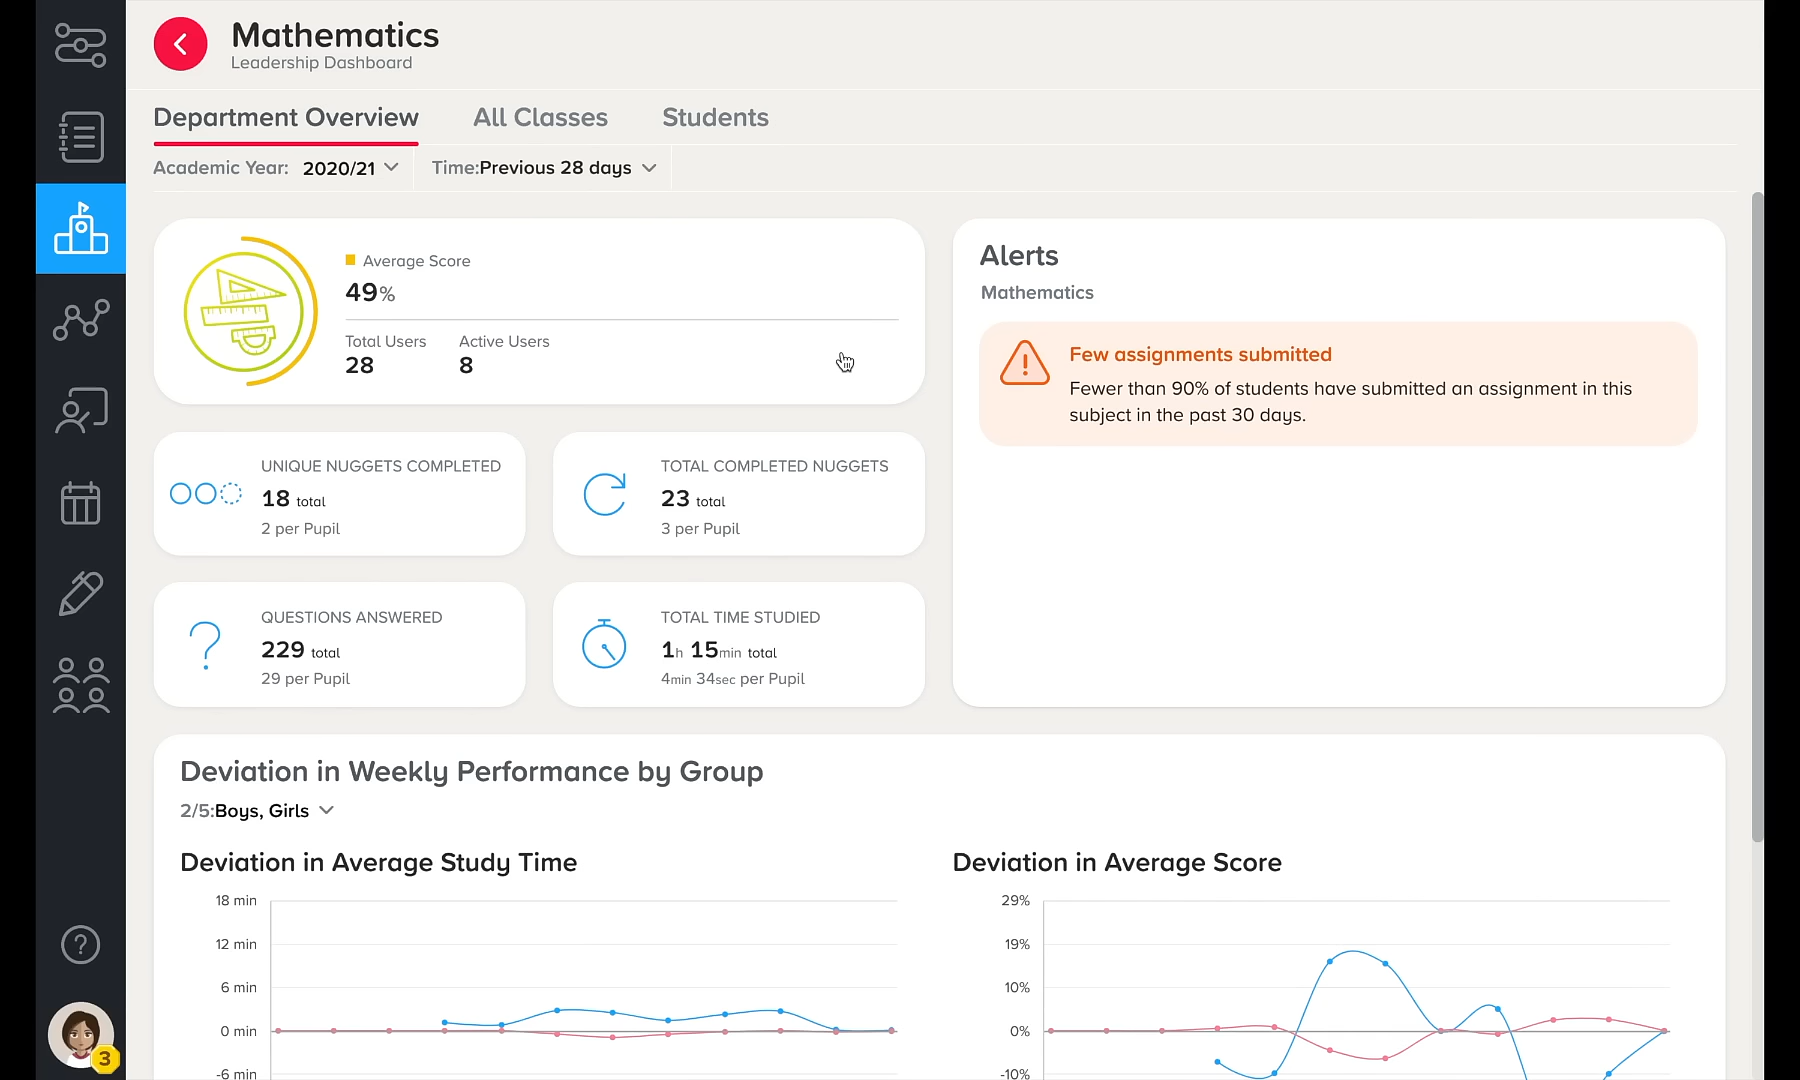 Mathematics
Leadership Dashboard
Department Overview
All Classes
Students
Academic Year: 2020/21
Time:Previous 28 days
Average Score
49%
Total Users
28
Active Users
8
Alerts
Mathematics
Few assignments submitted
Fewer than 90% of students have submitted an assignment in this
subject in the past 30 days.
UNIQUE NUGGETS COMPLETED
18 total
2 per Pupil
TOTAL COMPLETED NUGGETS
23 total
3 per Pupil
QUESTIONS ANSWERED
229 total
29 per Pupil
TOTAL TIME STUDIED
1h 15min total
4min 34sec per Pupil
Deviation in Weekly Performance by Group
2/5:Boys, Girls
Deviation in Average Study Time
18 min
12 min
6 min
0 min
-6 min
Deviation in Average Score
29%
19%
10%
0%
-10%
?
3